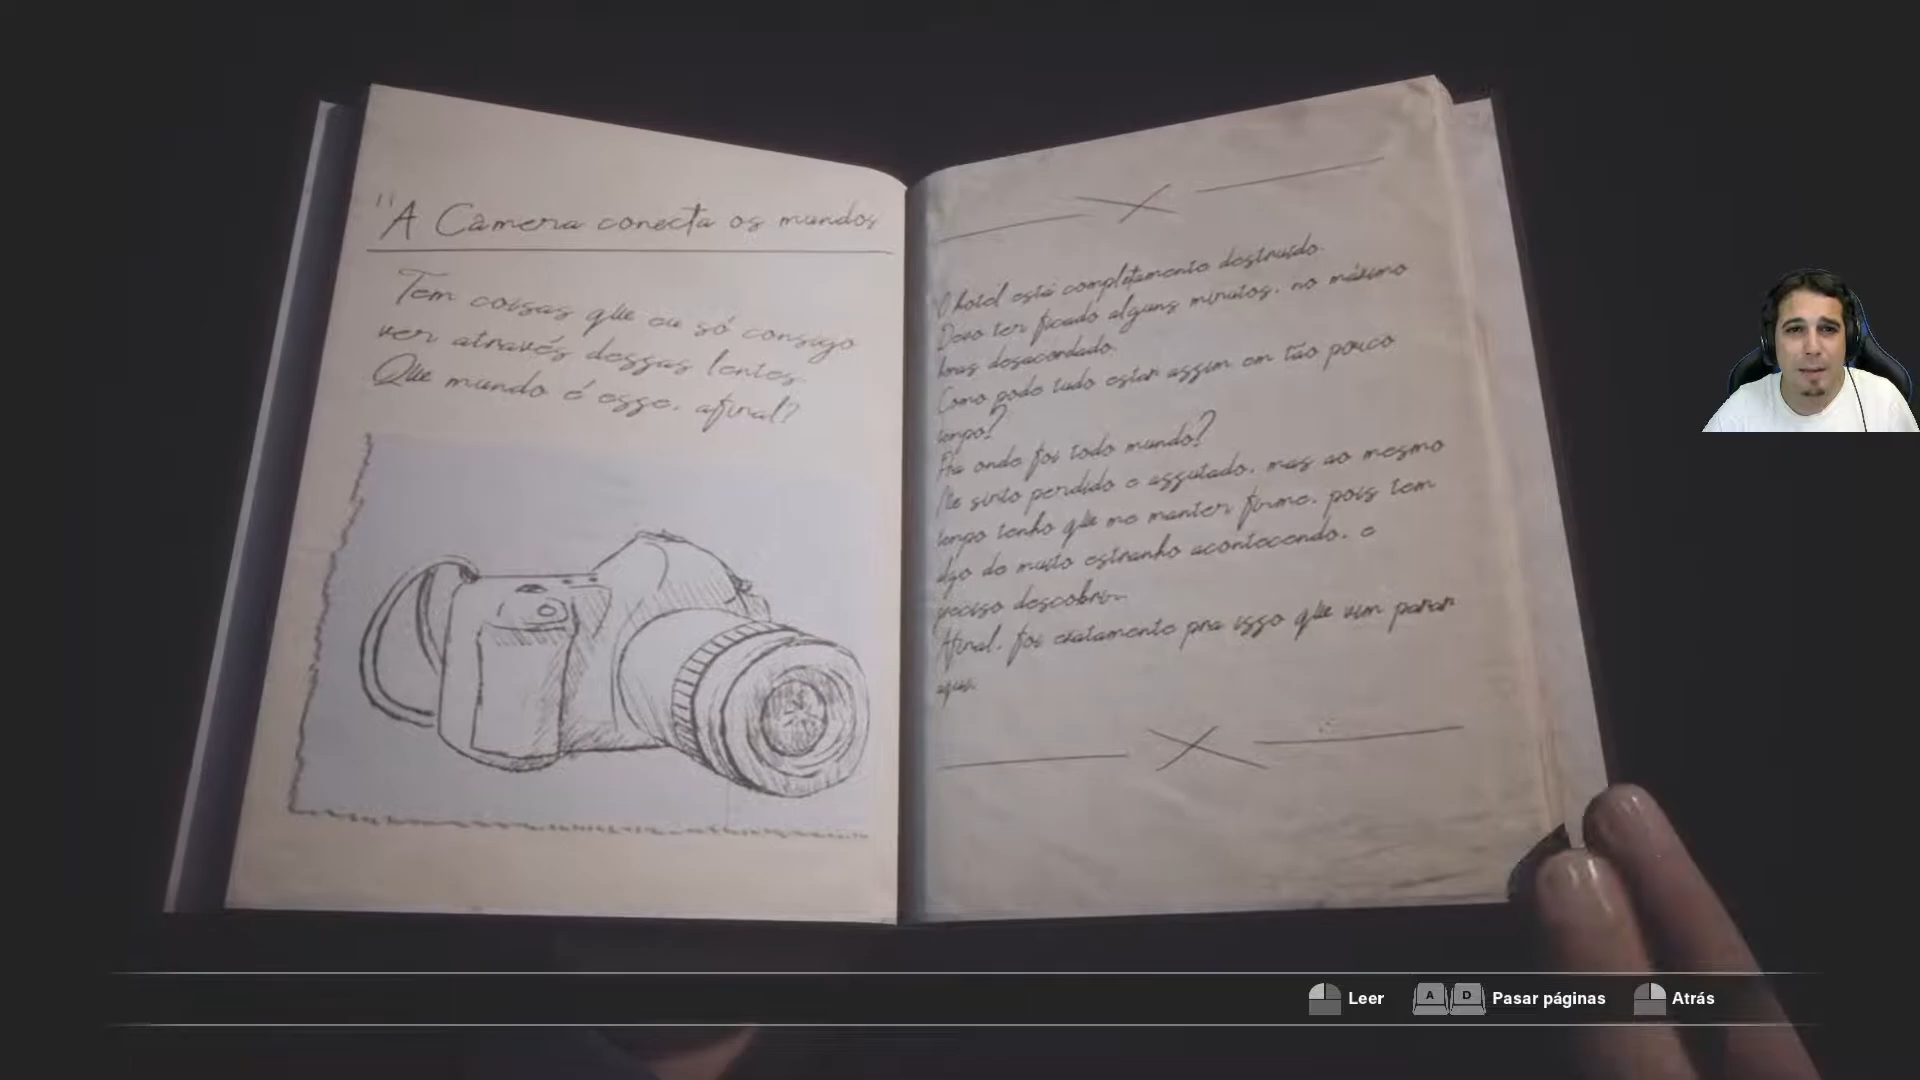 "A Camera conecta os mundos
Tem coisas que eu só consigo
ver através dessas lentes.
Que mundo é esse, afinal?
O hotel está completamente destruído.
Devo ter ficado alguns minutos, no máximo
horas desacordado.
Como pode tudo estar assim em tão pouco
tempo?
Pra onde foi todo mundo?
Me sinto perdido e assutado, mas ao mesmo
tempo tenho que me manter firme, pois tem
algo de muito estranho acontecendo, e
preciso descobrir.
Afinal, foi exatamente pra isso que vim parar
aqui.
Leer
A D Pasar páginas
Atrás